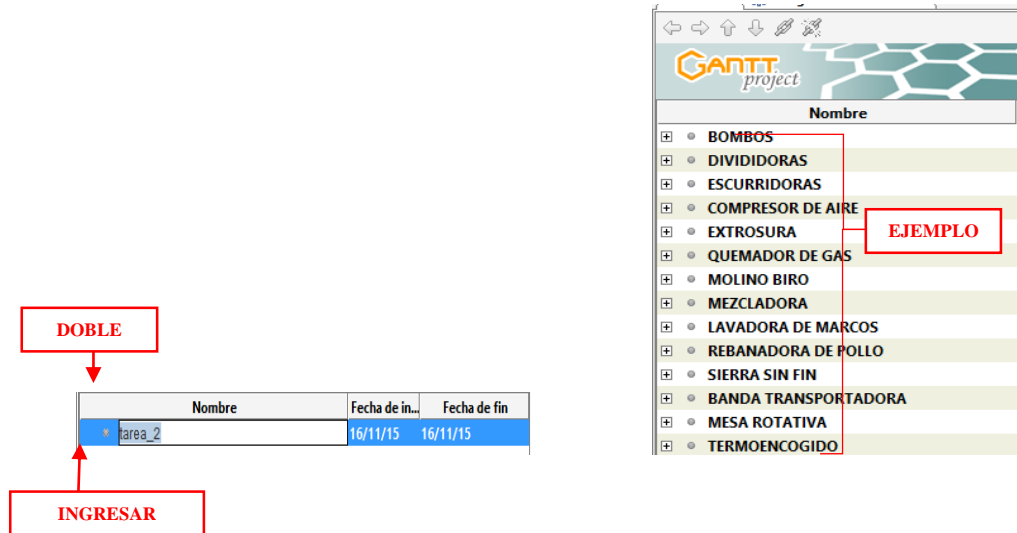 DOBLE
Nombre Fecha de in... Fecha de fin
tarea_2 16/11/15 16/11/15
INGRESAR
GANTT
project
Nombre
BOMBOS
DIVIDIDORAS
ESCURRIDORAS
COMPRESOR DE AIRE
EXTROSURA
EJEMPLO
QUEMADOR DE GAS
MOLINO BIRO
MEZCLADORA
LAVADORA DE MARCOS
REBANADORA DE POLLO
SIERRA SIN FIN
BANDA TRANSPORTADORA
MESA ROTATIVA
TERMOENCOGIDO